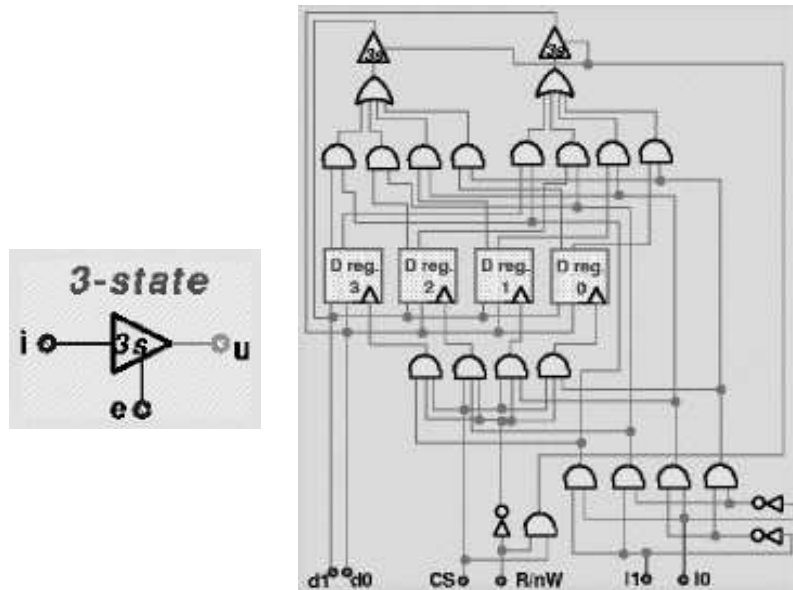 3-state
i
3s
u
e
3s
3s
D reg.
3
D reg.
2
D reg.
1
D reg.
0
d1
d0
CS
R/nW
I1
I0